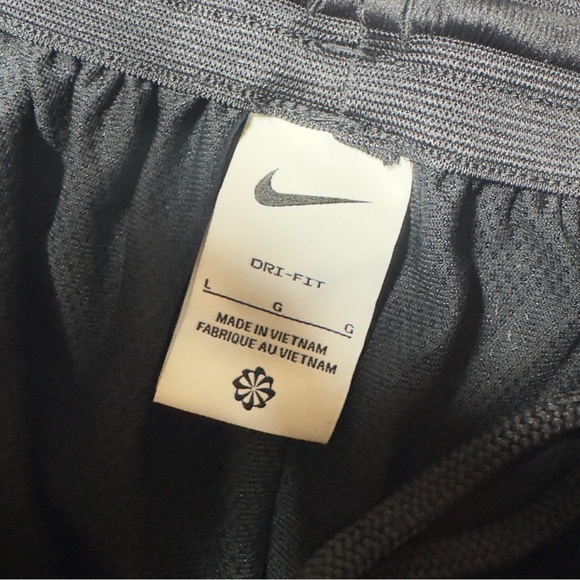 DRI-FIT
L G G
MADE IN VIETNAM
FABRIQUE AU VIETNAM